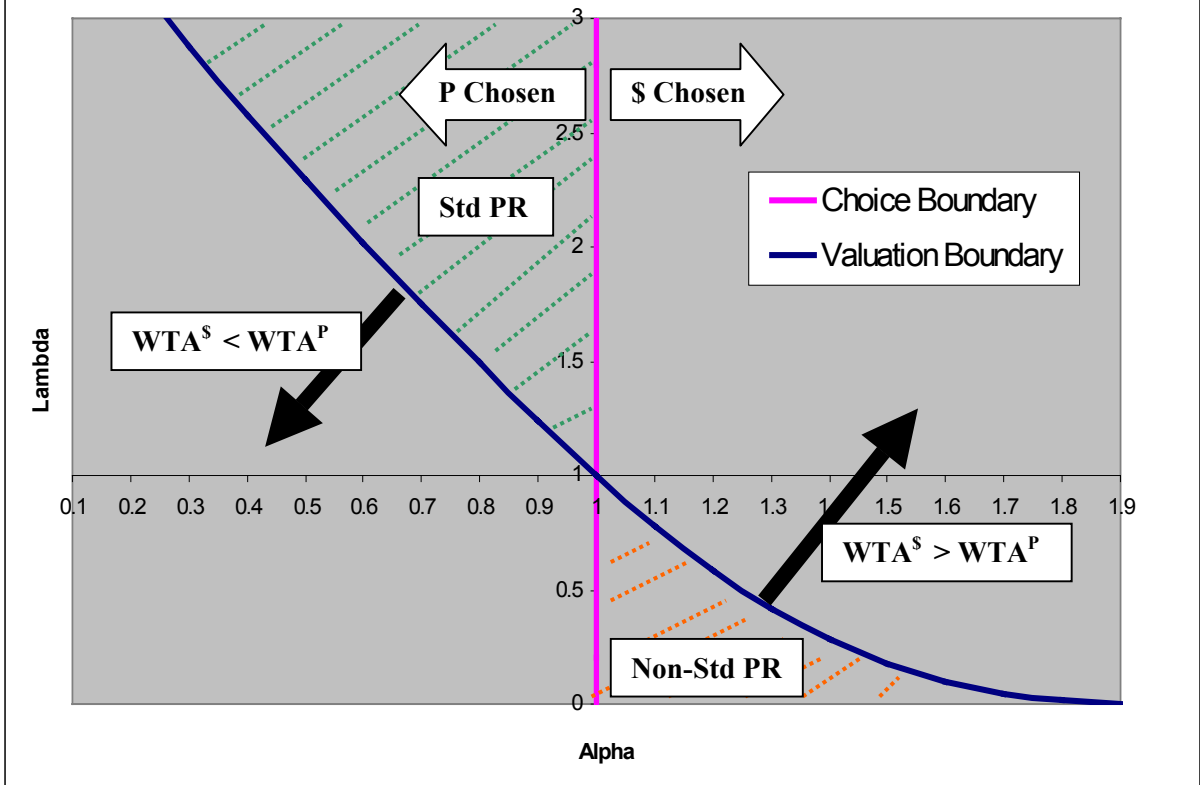 3
P Chosen
$ Chosen
2.5
Std PR
Choice Boundary
2
Valuation Boundary
WTA$ < WTAP
1.5
Lambda
1
0.1 0.2 0.3 0.4 0.5 0.6 0.7 0.8 0.9 1 1.1 1.2 1.3 1.4 1.5 1.6 1.7 1.8 1.9
WTA$ > WTAP
0.5
Non-Std PR
0
Alpha